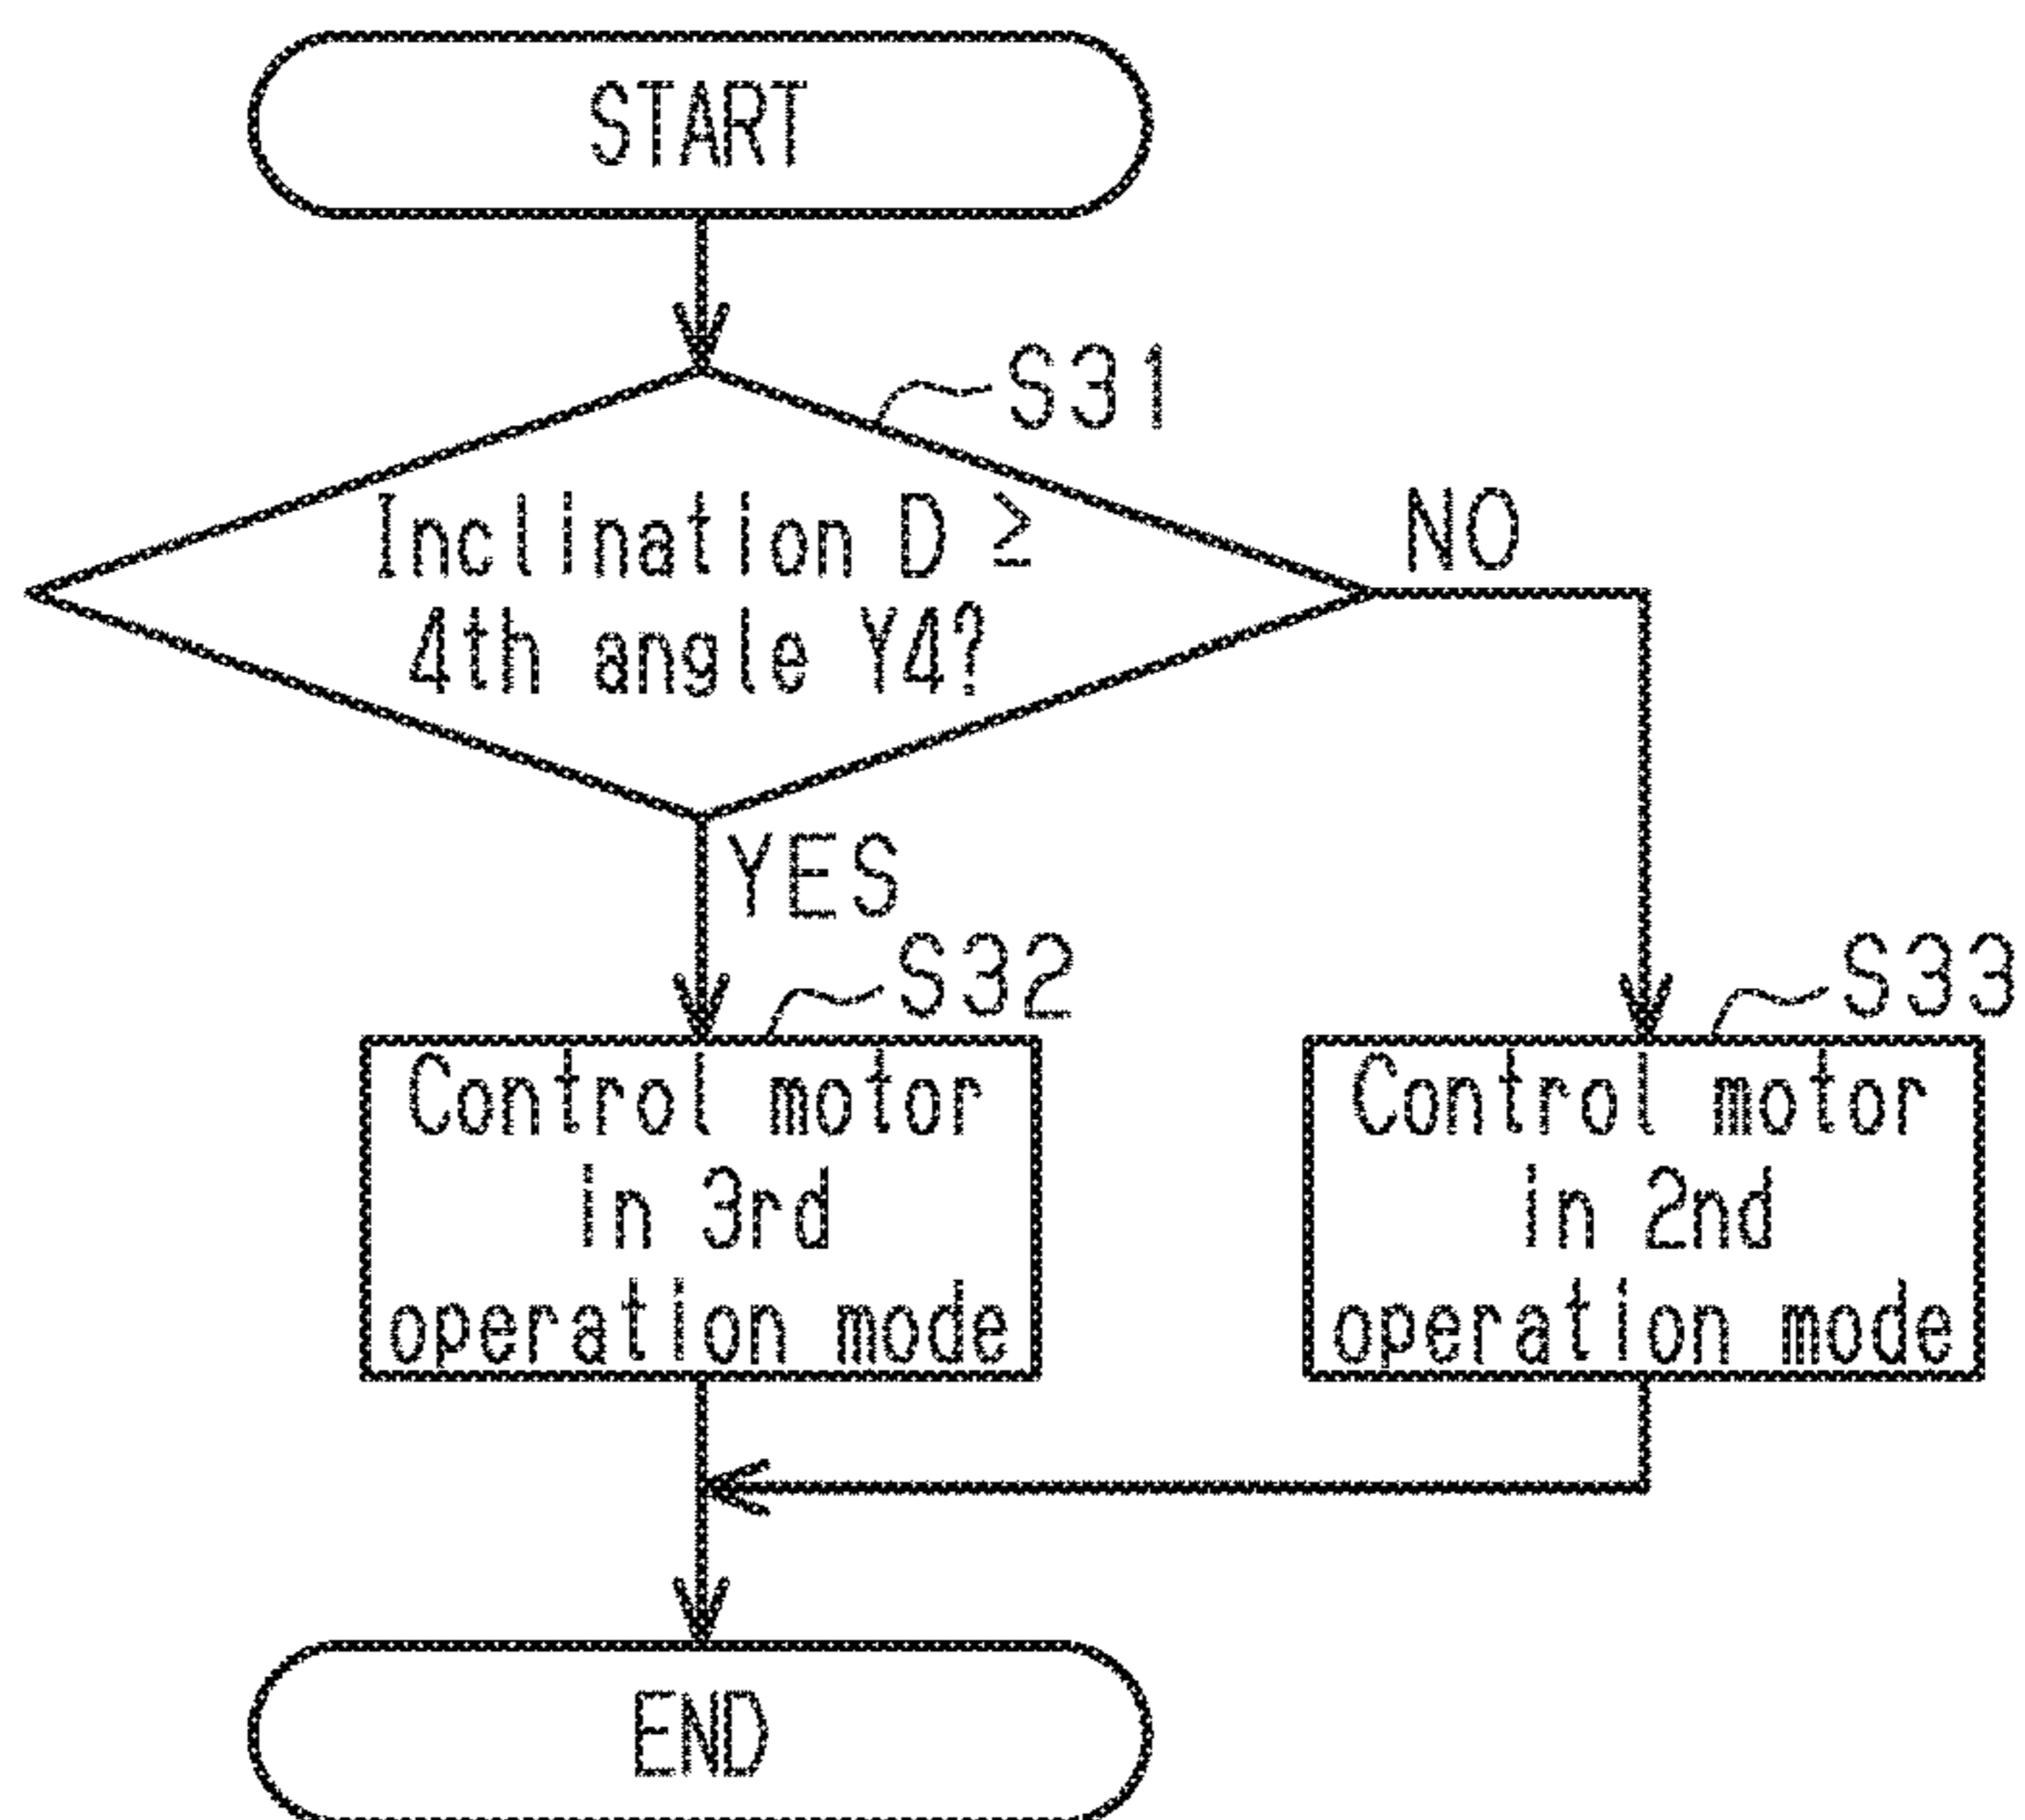 START
S31
Inclination D ≥
4th angle Y4?
NO
YES
S32
Control motor
in 3rd
operation mode
S33
Control motor
in 2nd
operation mode
END